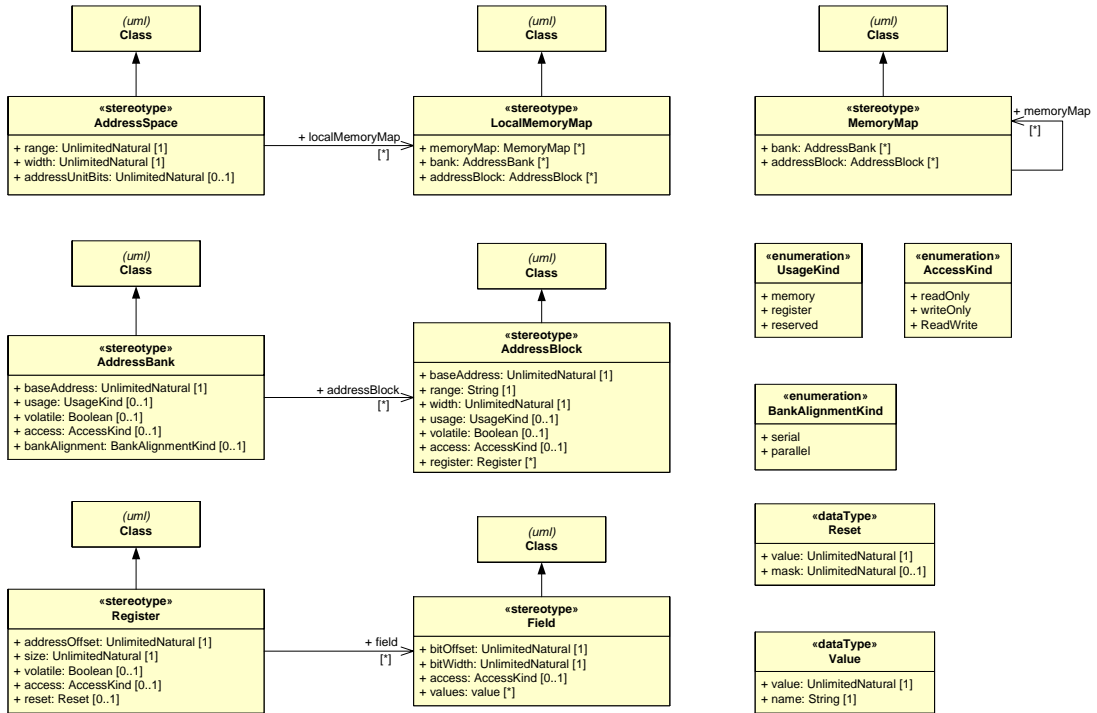 (uml)
Class
(uml)
Class
(uml)
Class
«stereotype»
AddressSpace
+ range: UnlimitedNatural [1]
+ width: UnlimitedNatural [1]
+ addressUnitBits: UnlimitedNatural [0..1]
+ localMemoryMap
[*]
«stereotype»
LocalMemoryMap
+ memoryMap: MemoryMap [*]
+ bank: AddressBank [*]
+ addressBlock: AddressBlock [*]
«stereotype»
MemoryMap
+ bank: AddressBank [*]
+ addressBlock: AddressBlock [*]
+ memoryMap
[*]
(uml)
Class
(uml)
Class
«enumeration»
UsageKind
+ memory
+ register
+ reserved
«enumeration»
AccessKind
+ readOnly
+ writeOnly
+ ReadWrite
«stereotype»
AddressBank
+ baseAddress: UnlimitedNatural [1]
+ usage: UsageKind [0..1]
+ volatile: Boolean [0..1]
+ access: AccessKind [0..1]
+ bankAlignment: BankAlignmentKind [0..1]
+ addressBlock
[*]
«stereotype»
AddressBlock
+ baseAddress: UnlimitedNatural [1]
+ range: String [1]
+ width: UnlimitedNatural [1]
+ usage: UsageKind [0..1]
+ volatile: Boolean [0..1]
+ access: AccessKind [0..1]
+ register: Register [*]
«enumeration»
BankAlignmentKind
+ serial
+ parallel
(uml)
Class
(uml)
Class
«dataType»
Reset
+ value: UnlimitedNatural [1]
+ mask: UnlimitedNatural [0..1]
«stereotype»
Register
+ addressOffset: UnlimitedNatural [1]
+ size: UnlimitedNatural [1]
+ volatile: Boolean [0..1]
+ access: AccessKind [0..1]
+ reset: Reset [0..1]
+ field
[*]
«stereotype»
Field
+ bitOffset: UnlimitedNatural [1]
+ bitWidth: UnlimitedNatural [1]
+ access: AccessKind [0..1]
+ values: value [*]
«dataType»
Value
+ value: UnlimitedNatural [1]
+ name: String [1]